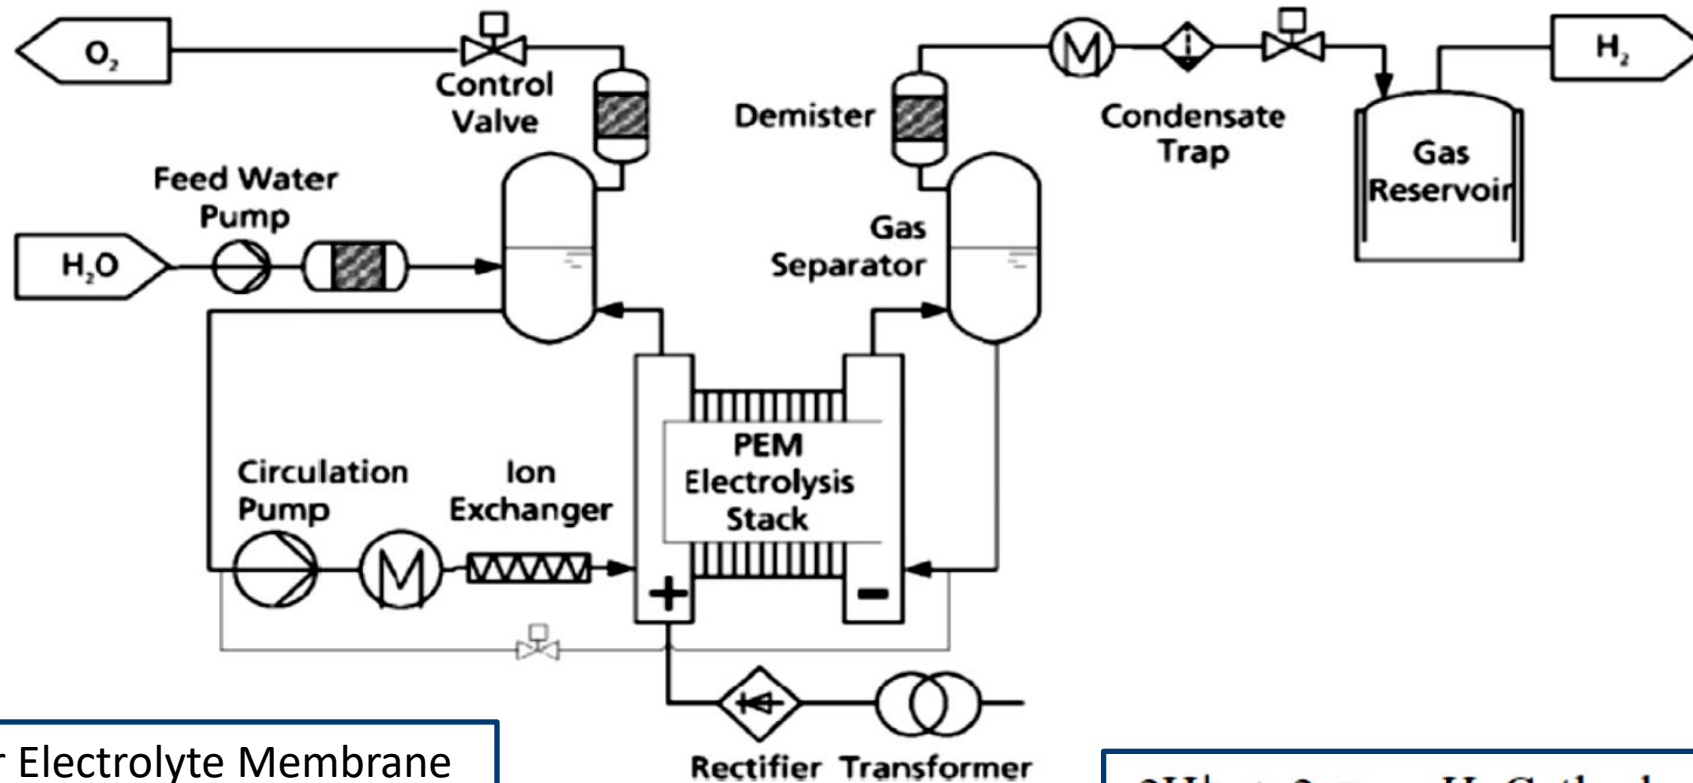 O₂
Control
Valve
Demister
Condensate
Trap
H₂
Gas
Reservoir
Feed Water
Pump
H₂O
Gas
Separator
PEM
Electrolysis
Stack
Circulation
Pump
Ion
Exchanger
+
-
Rectifier Transformer
Electrolyte Membrane